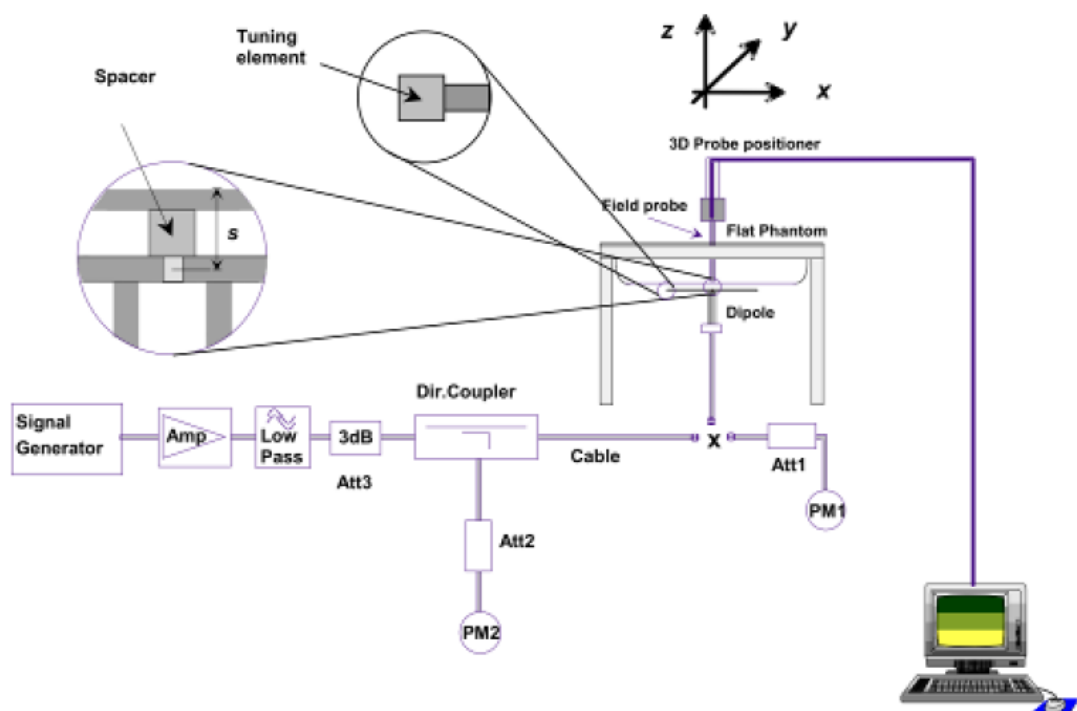 Tuning
element
Spacer
s
z
y
x
3D Probe positioner
Field probe
Flat Phantom
Dipole
Dir.Coupler
Signal
Generator
Amp
Low
Pass
3dB
Att3
Cable
x
Att1
PM1
Att2
PM2